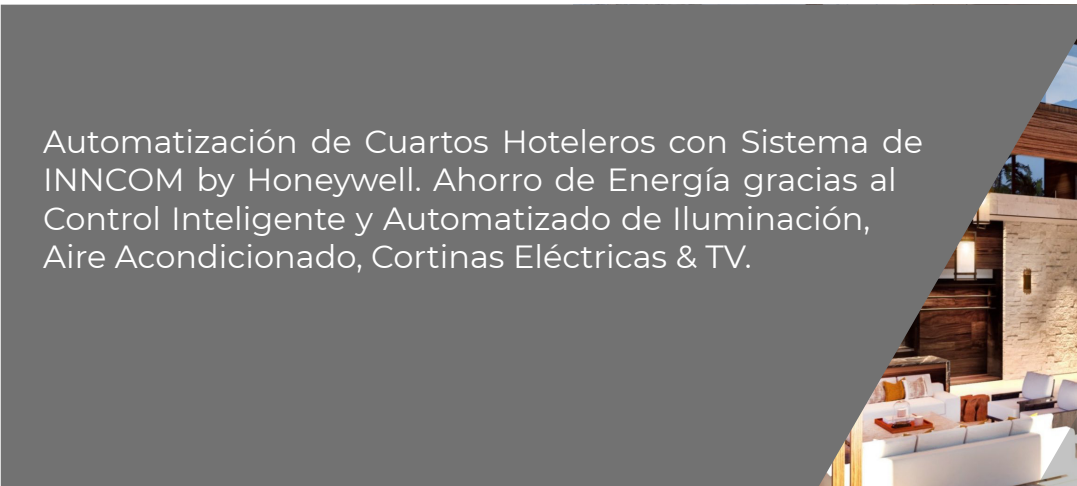 Automatización de Cuartos Hoteleros con Sistema de
INNCOM by Honeywell. Ahorro de Energía gracias al
Control Inteligente y Automatizado de Iluminación,
Aire Acondicionado, Cortinas Eléctricas & TV.